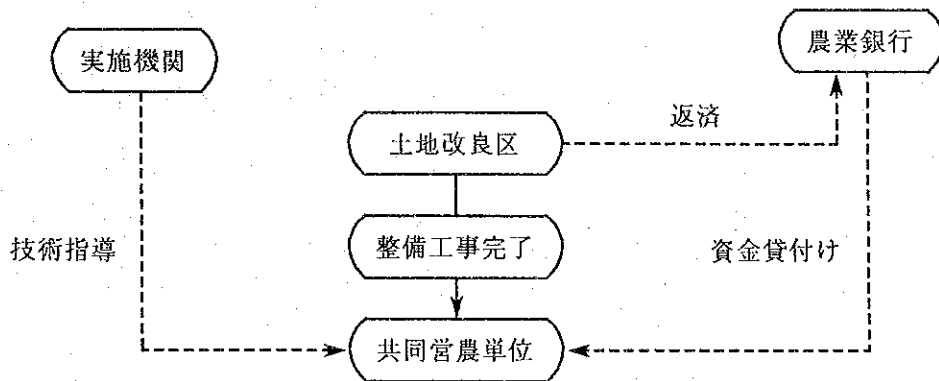 実施機関
農業銀行
返済
土地改良区
整備工事完了
技術指導
資金貸付け
共同営農単位